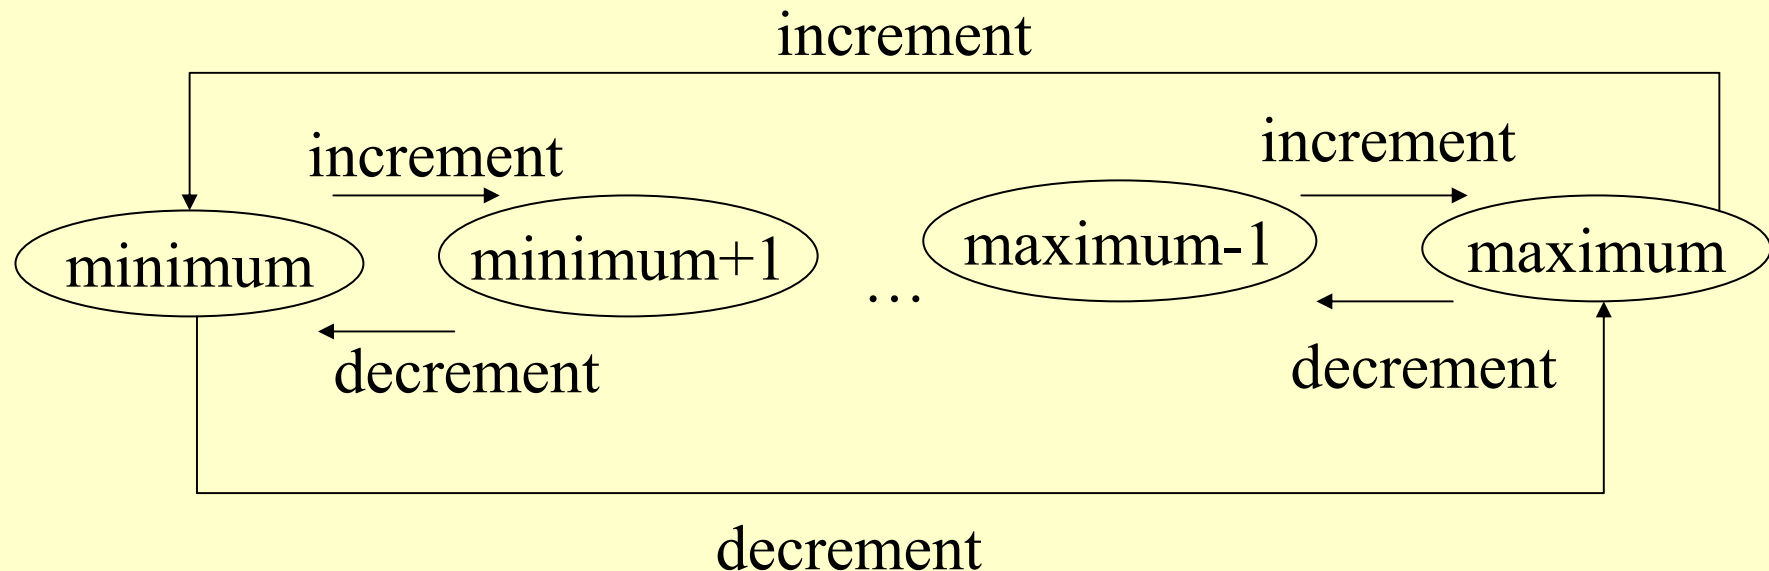 increment
increment
increment
minimum
minimum+1
…
maximum-1
maximum
decrement
decrement
decrement